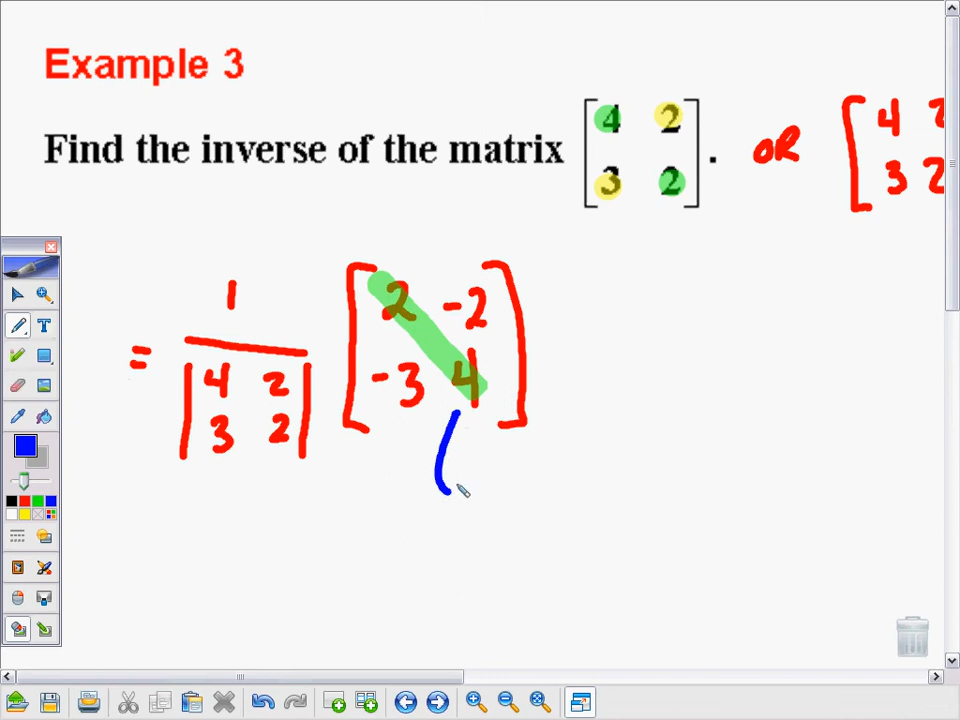 Example 3
Find the inverse of the matrix [4 2
3 2]. OR [4 2
3 2
= 1 / |4 2
3 2| [2 -2
-3 4]
(
T